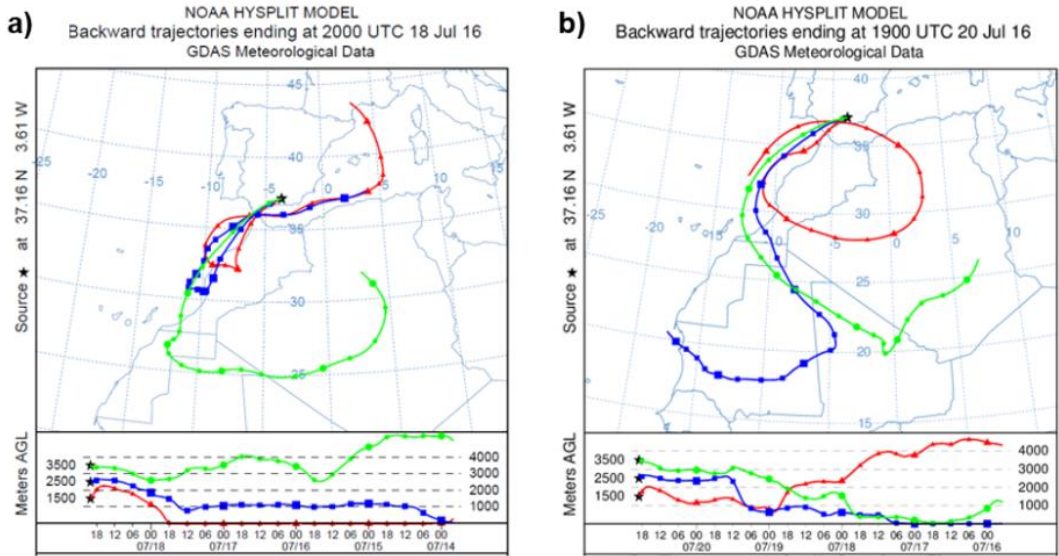 a)
NOAA HYSPLIT MODEL
Backward trajectories ending at 2000 UTC 18 Jul 16
GDAS Meteorological Data
Source ★ at 37.16 N 3.61 W
45
-25
40
-20
-15
-10
-5
0
5
10
35
30
25
Meters AGL
3500
2500
1500
4000
3000
2000
1000
18 12 06 00 18 12 06 00 18 12 06 00 18 12 06 00 18 12 06 00
07/18 07/17 07/16 07/15 07/14
b)
NOAA HYSPLIT MODEL
Backward trajectories ending at 1900 UTC 20 Jul 16
GDAS Meteorological Data
Source ★ at 37.16 N 3.61 W
40
35
-25
-20
-15
-10
-5
0
5
10
30
25
20
15
Meters AGL
3500
2500
1500
4000
3000
2000
1000
18 12 06 00 18 12 06 00 18 12 06 00 18 12 06 00 18 12 06 00
07/20 07/19 07/18 07/17 07/16